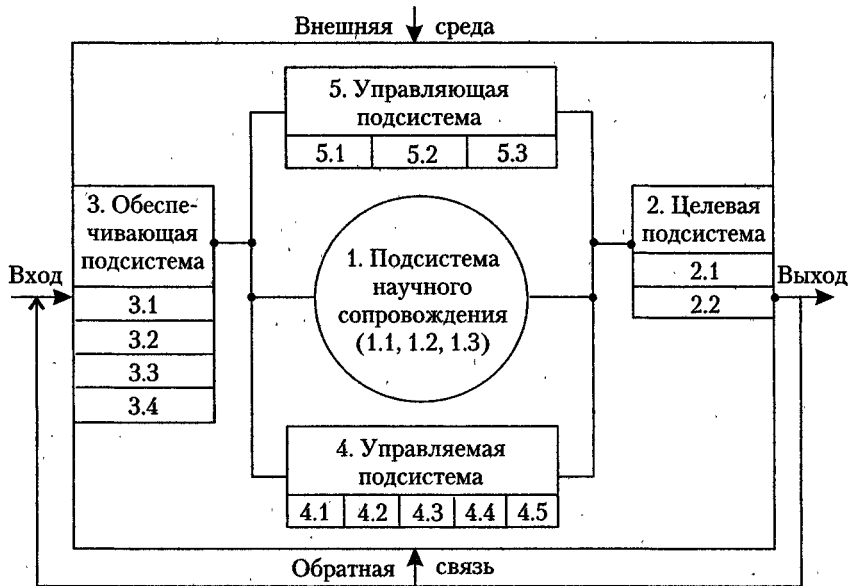 Внешняя среда
5. Управляющая
подсистема
5.1 5.2 5.3
3. Обеспе-
чивающая
подсистема
3.1
3.2
3.3
3.4
2. Целевая
подсистема
2.1
2.2
Вход
Выход
1. Подсистема
научного
сопровождения
(1.1, 1.2, 1.3)
4. Управляемая
подсистема
4.1 4.2 4.3 4.4 4.5
Обратная связь